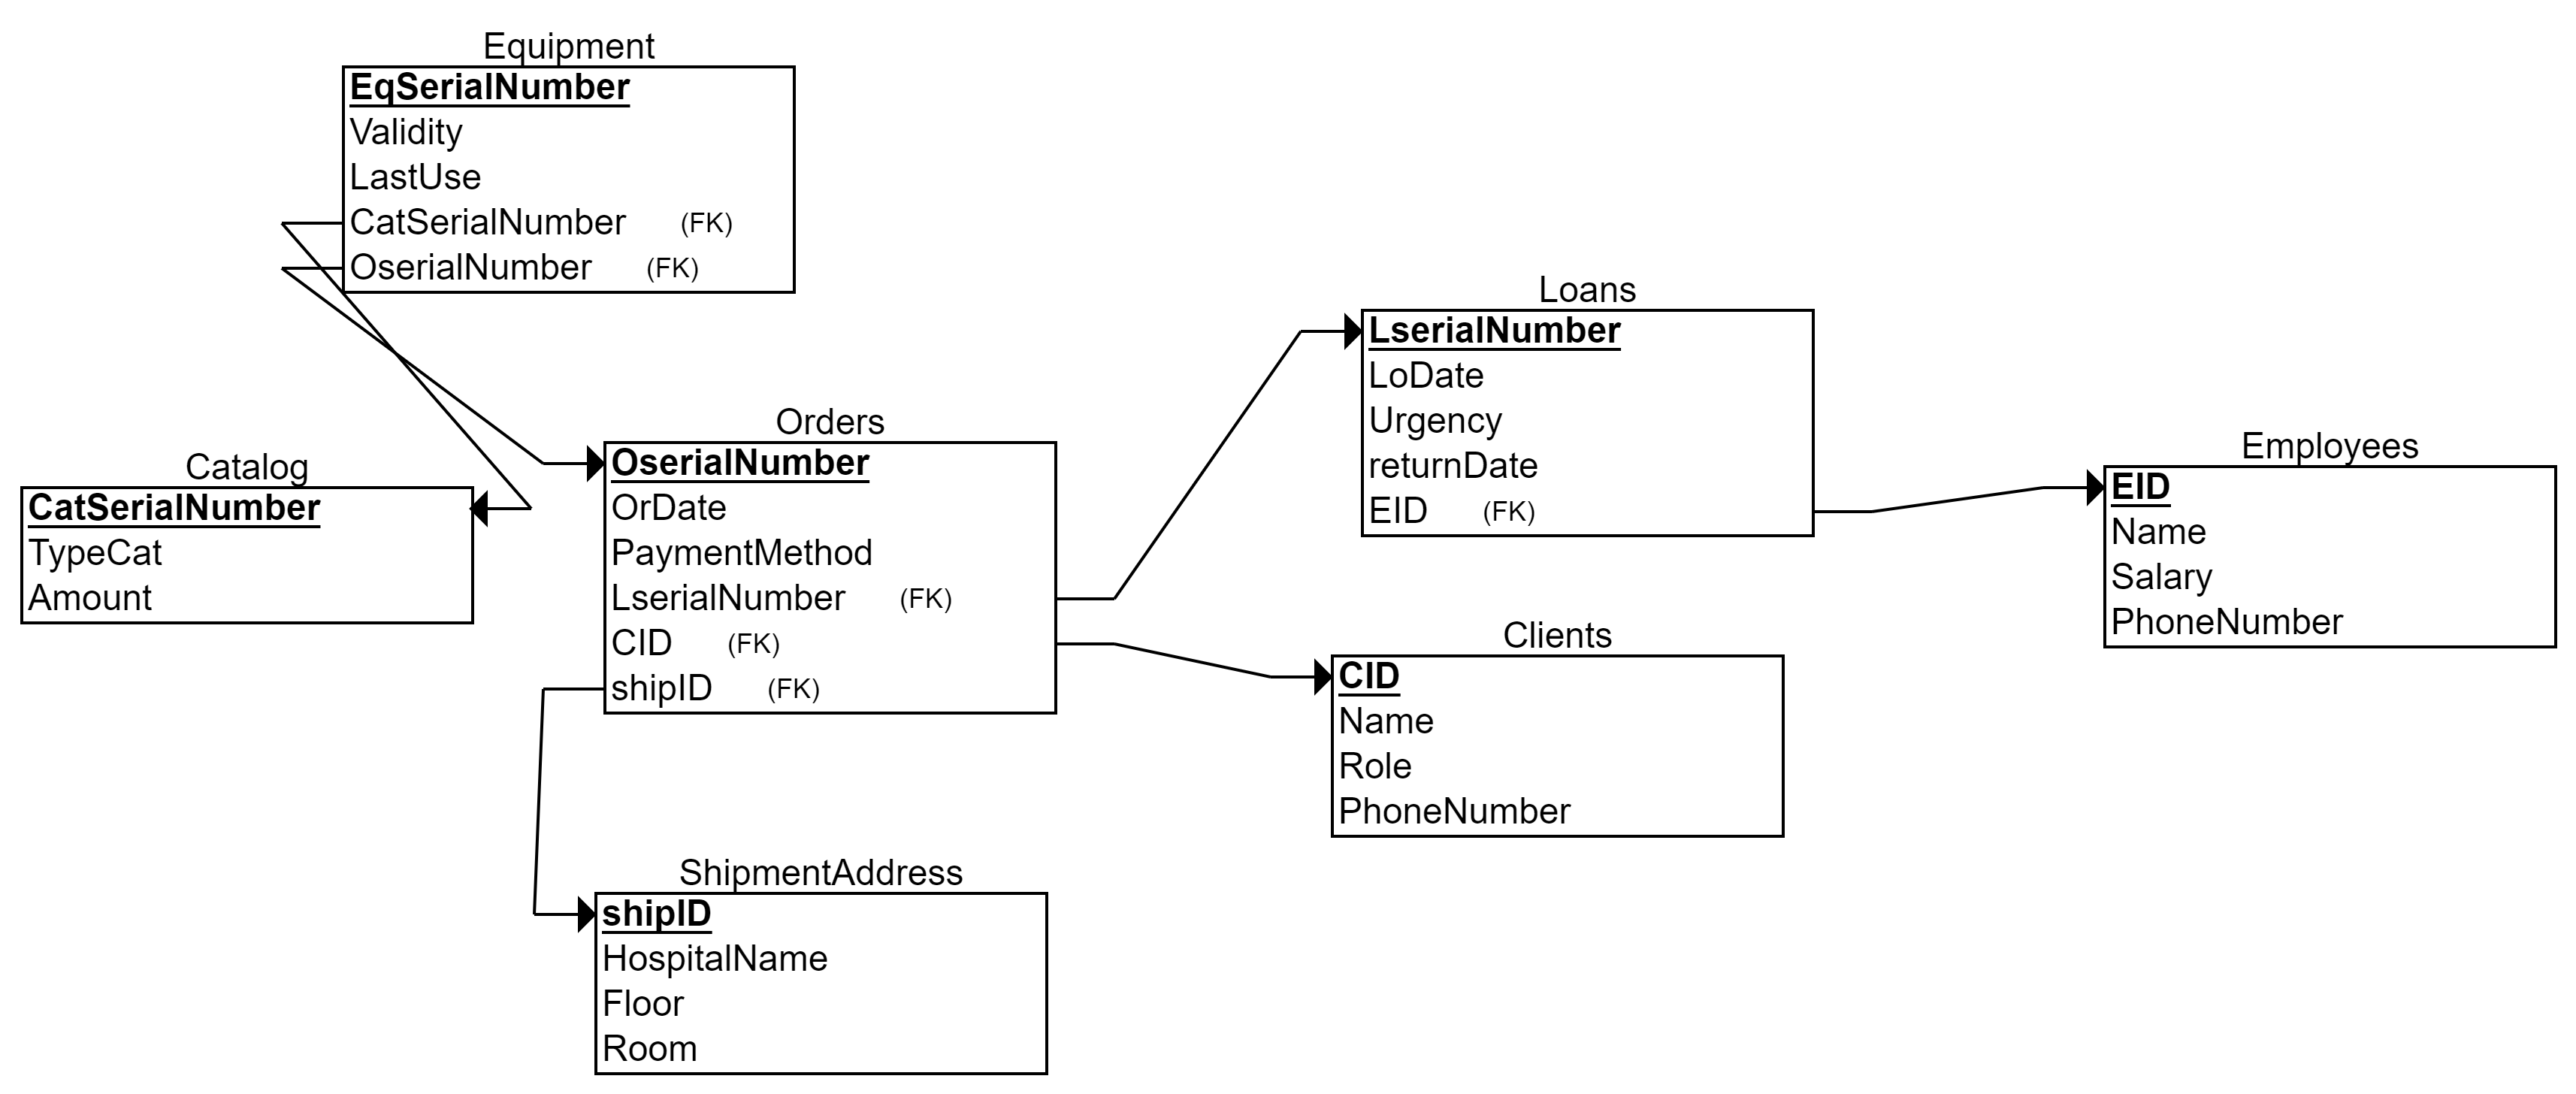 Equipment
EqSerialNumber
Validity
LastUse
CatSerialNumber (FK)
OserialNumber (FK)
Catalog
CatSerialNumber
TypeCat
Amount
Orders
OserialNumber
OrDate
PaymentMethod
LserialNumber (FK)
CID (FK)
shipID (FK)
ShipmentAddress
shipID
HospitalName
Floor
Room
Loans
LserialNumber
LoDate
Urgency
returnDate
EID (FK)
Clients
CID
Name
Role
PhoneNumber
Employees
EID
Name
Salary
PhoneNumber